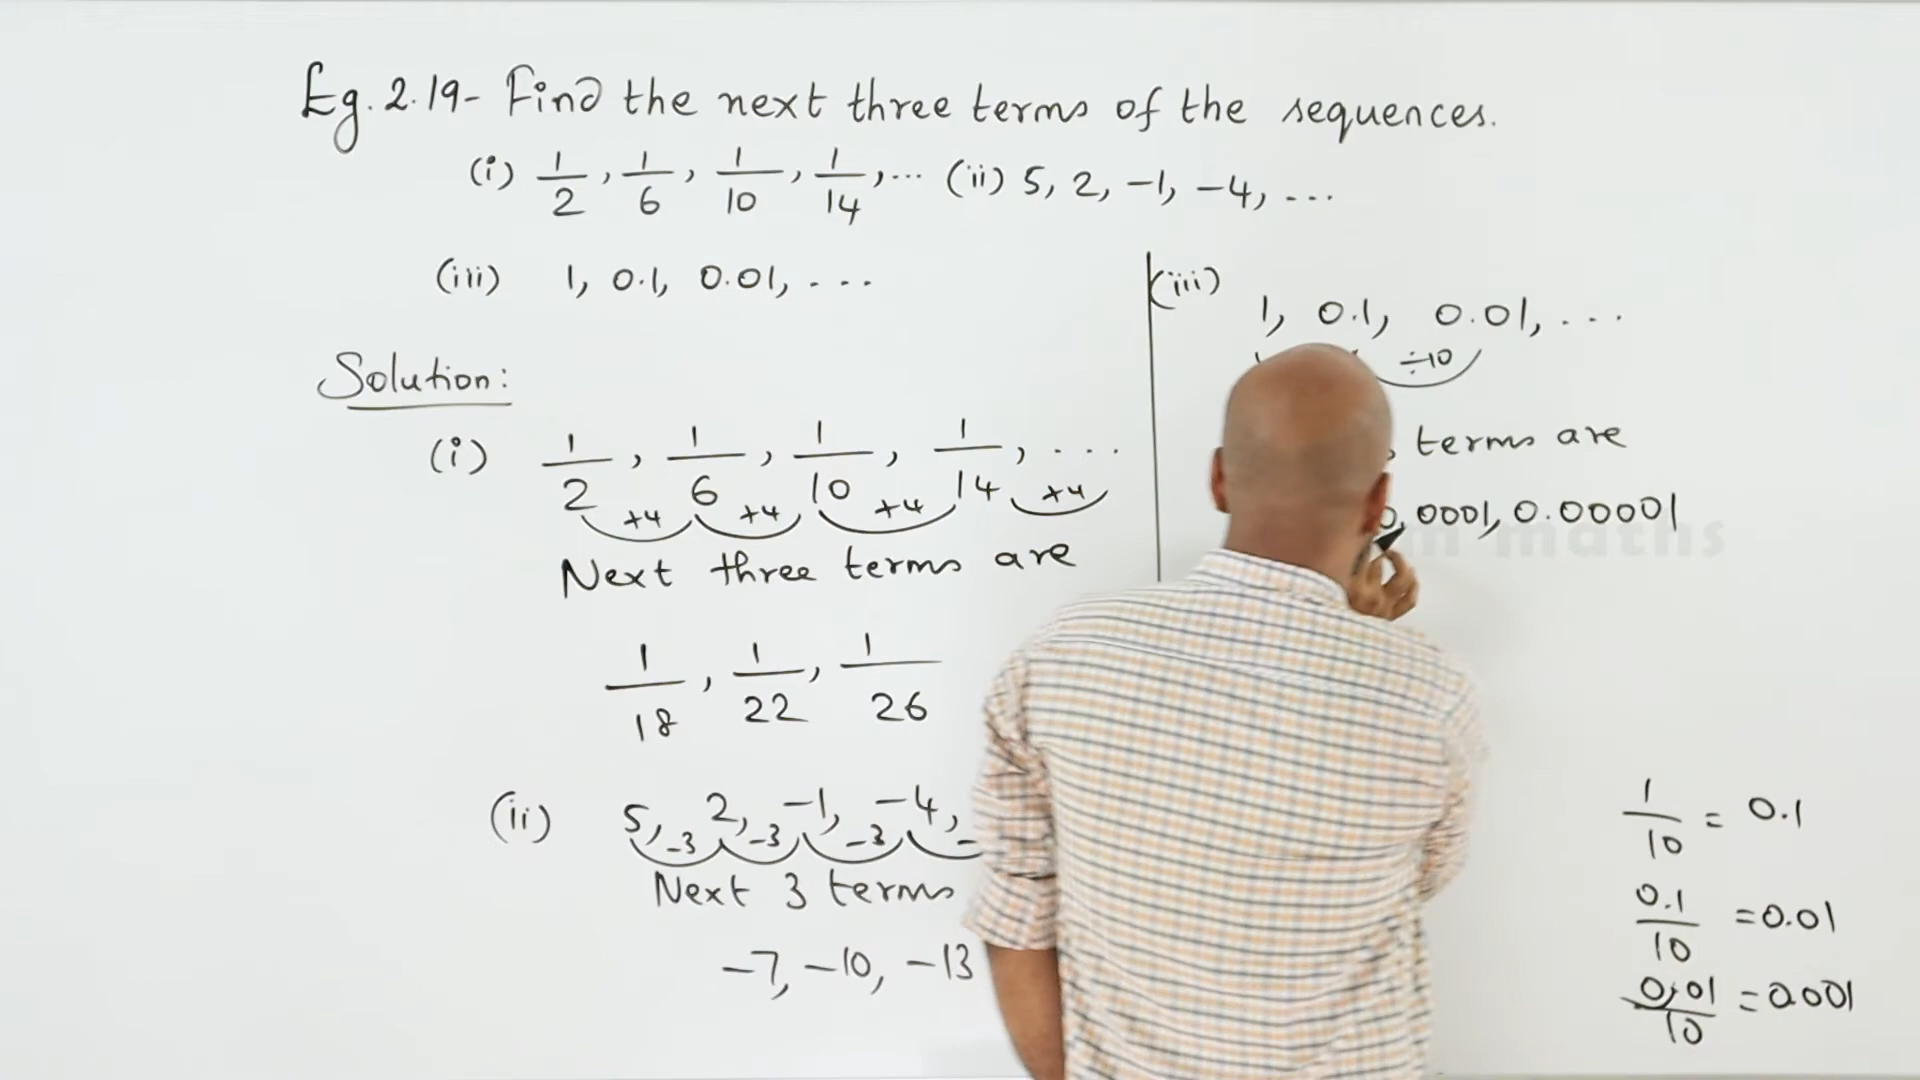 Eg. 2.19- Find the next three terms of the sequences.
(i) 1/2, 1/6, 1/10, 1/14, ... (ii) 5, 2, -1, -4, ...
(iii) 1, 0.1, 0.01, ...
Solution:
(i) 1/2, 1/6, 1/10, 1/14, ...
+4 +4 +4 +4
Next three terms are
1/18, 1/22, 1/26
(ii) 5, 2, -1, -4,
-3 -3 -3 -
Next 3 terms
-7, -10, -13
(iii)
1, 0.1, 0.01, ...
÷10
terms are
0.0001, 0.00001
maths
1/10 = 0.1
0.1/10 = 0.01
0.01/10 = 0.001